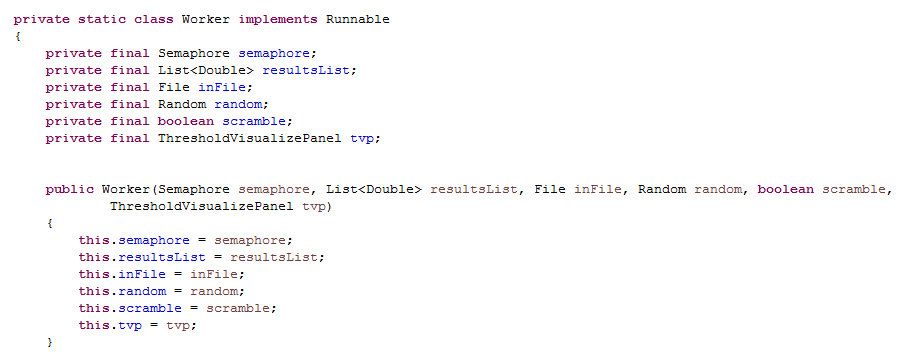 private static class Worker implements Runnable
{
    private final Semaphore semaphore;
    private final List<Double> resultsList;
    private final File inFile;
    private final Random random;
    private final boolean scramble;
    private final ThresholdVisualizePanel tvp;
    public Worker(Semaphore semaphore, List<Double> resultsList, File inFile, Random random, boolean scramble,
            ThresholdVisualizePanel tvp)
    {
        this.semaphore = semaphore;
        this.resultsList = resultsList;
        this.inFile = inFile;
        this.random = random;
        this.scramble = scramble;
        this.tvp = tvp;
    }